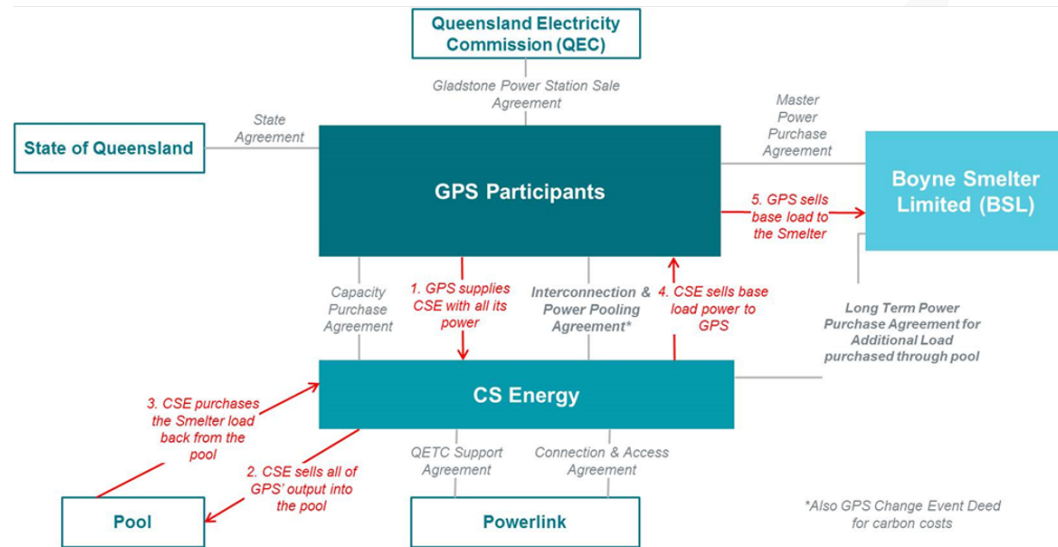 Queensland Electricity
Commission (QEC)
Gladstone Power Station Sale
Agreement
State
Agreement
Master
Power
Purchase
Agreement
State of Queensland
GPS Participants
Boyne Smelter
Limited (BSL)
5. GPS sells
base load to
the Smelter
Capacity
Purchase
Agreement
1. GPS supplies
CSE with all its
power
Interconnection &
Power Pooling
Agreement*
4. CSE sells base
load power to
GPS
Long Term Power
Purchase Agreement for
Additional Load
purchased through pool
CS Energy
3. CSE purchases
the Smelter load
back from the
pool
2. CSE sells all of
GPS' output into
the pool
QETC Support
Agreement
Connection & Access
Agreement
Pool
Powerlink
*Also GPS Change Event Deed
for carbon costs